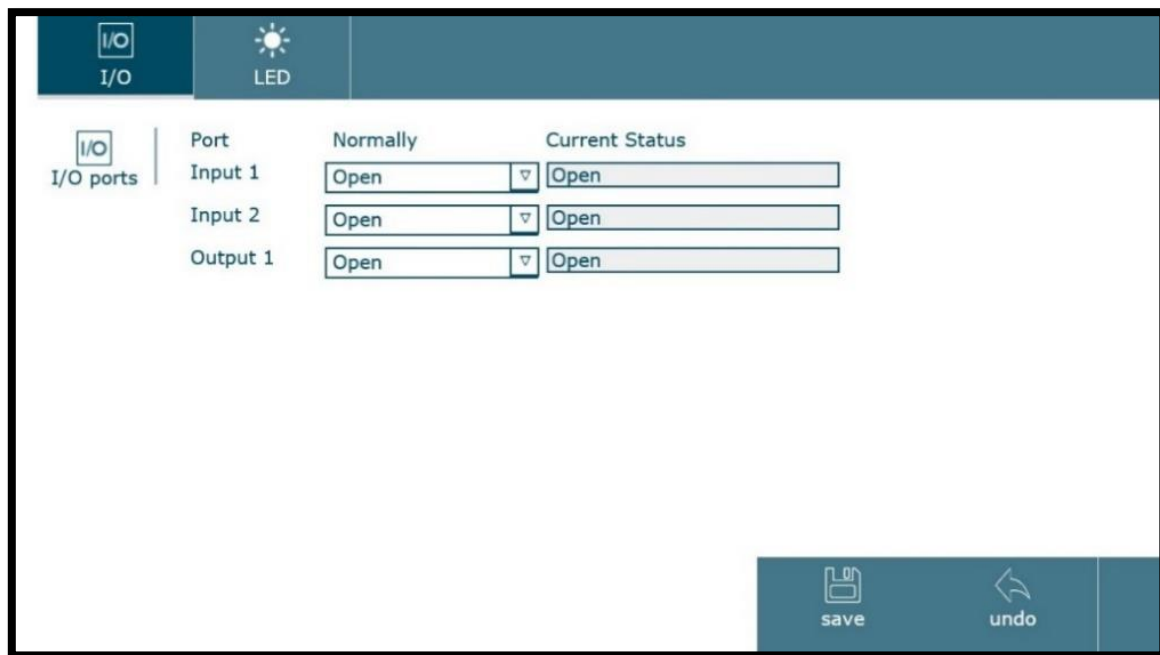 I/O
I/O LED
I/O
I/O ports
Port Normally Current Status
Input 1 Open Open
Input 2 Open Open
Output 1 Open Open
save undo